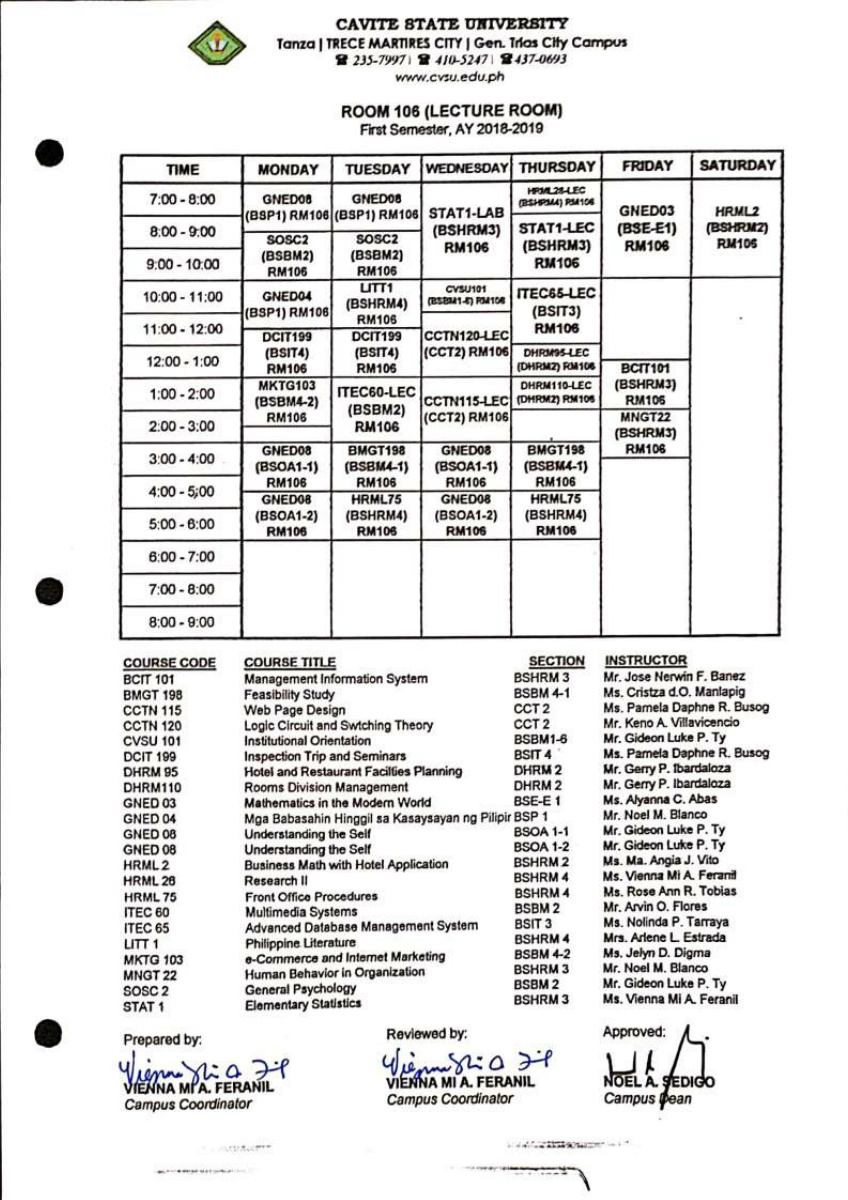 CAVITE STATE UNIVERSITY
Tanza | TRECE MARTIRES CITY | Gen. Trias City Campus
☎ 235-7997 | ☎ 410-5247 | ☎ 437-0693
www.cvsu.edu.ph
ROOM 106 (LECTURE ROOM)
First Semester, AY 2018-2019
TIME MONDAY TUESDAY WEDNESDAY THURSDAY FRIDAY SATURDAY
7:00 - 8:00
8:00 - 9:00
9:00 - 10:00
10:00 - 11:00
11:00 - 12:00
12:00 - 1:00
1:00 - 2:00
2:00 - 3:00
3:00 - 4:00
4:00 - 5:00
5:00 - 6:00
6:00 - 7:00
7:00 - 8:00
8:00 - 9:00
GNED08
(BSP1) RM106
SOSC2
(BSBM2)
RM106
GNED04
(BSP1) RM106
DCIT199
(BSIT4)
RM106
MKTG103
(BSBM4-2)
RM106
GNED08
(BSOA1-1)
RM106
GNED08
(BSOA1-2)
RM106
GNED08
(BSP1) RM106
SOSC2
(BSBM2)
RM106
LITT1
(BSHRM4)
RM106
DCIT199
(BSIT4)
RM106
ITEC60-LEC
(BSBM2)
RM106
BMGT198
(BSBM4-1)
RM106
HRML75
(BSHRM4)
RM106
STAT1-LAB
(BSHRM3)
RM106
CVSU101
(BSBM1-6) RM106
CCTN120-LEC
(CCT2) RM106
CCTN115-LEC
(CCT2) RM106
GNED08
(BSOA1-1)
RM106
GNED08
(BSOA1-2)
RM106
HRML28-LEC
(BSHRM4) RM106
STAT1-LEC
(BSHRM3)
RM106
ITEC65-LEC
(BSIT3)
RM106
DHRM95-LEC
(DHRM2) RM106
DHRM110-LEC
(DHRM2) RM106
BMGT198
(BSBM4-1)
RM106
HRML75
(BSHRM4)
RM106
GNED03
(BSE-E1)
RM106
BCIT101
(BSHRM3)
RM106
MNGT22
(BSHRM3)
RM106
HRML2
(BSHRM2)
RM106
COURSE CODE COURSE TITLE SECTION INSTRUCTOR
BCIT 101 Management Information System BSHRM 3 Mr. Jose Nerwin F. Banez
BMGT 198 Feasibility Study BSBM 4-1 Ms. Cristza d.O. Manlapig
CCTN 115 Web Page Design CCT 2 Ms. Pamela Daphne R. Busog
CCTN 120 Logic Circuit and Swtching Theory CCT 2 Mr. Keno A. Villavicencio
CVSU 101 Institutional Orientation BSBM1-6 Mr. Gideon Luke P. Ty
DCIT 199 Inspection Trip and Seminars BSIT 4 Ms. Pamela Daphne R. Busog
DHRM 95 Hotel and Restaurant Facilties Planning DHRM 2 Mr. Gerry P. Ibardaloza
DHRM110 Rooms Division Management DHRM 2 Mr. Gerry P. Ibardaloza
GNED 03 Mathematics in the Modern World BSE-E 1 Ms. Alyanna C. Abas
GNED 04 Mga Babasahin Hinggil sa Kasaysayan ng Pilipir BSP 1 Mr. Noel M. Blanco
GNED 08 Understanding the Self BSOA 1-1 Mr. Gideon Luke P. Ty
GNED 08 Understanding the Self BSOA 1-2 Mr. Gideon Luke P. Ty
HRML 2 Business Math with Hotel Application BSHRM 2 Ms. Ma. Angia J. Vito
HRML 28 Research II BSHRM 4 Ms. Vienna Mi A. Feranil
HRML 75 Front Office Procedures BSHRM 4 Ms. Rose Ann R. Tobias
ITEC 60 Multimedia Systems BSBM 2 Mr. Arvin O. Flores
ITEC 65 Advanced Database Management System BSIT 3 Ms. Nolinda P. Tarraya
LITT 1 Philippine Literature BSHRM 4 Mrs. Arlene L. Estrada
MKTG 103 e-Commerce and Internet Marketing BSBM 4-2 Ms. Jelyn D. Digma
MNGT 22 Human Behavior in Organization BSHRM 3 Mr. Noel M. Blanco
SOSC 2 General Psychology BSBM 2 Mr. Gideon Luke P. Ty
STAT 1 Elementary Statistics BSHRM 3 Ms. Vienna Mi A. Feranil
Prepared by: Reviewed by: Approved:
VIENNA MI A. FERANIL VIENNA MI A. FERANIL NOEL A. SEDIGO
Campus Coordinator Campus Coordinator Campus Dean